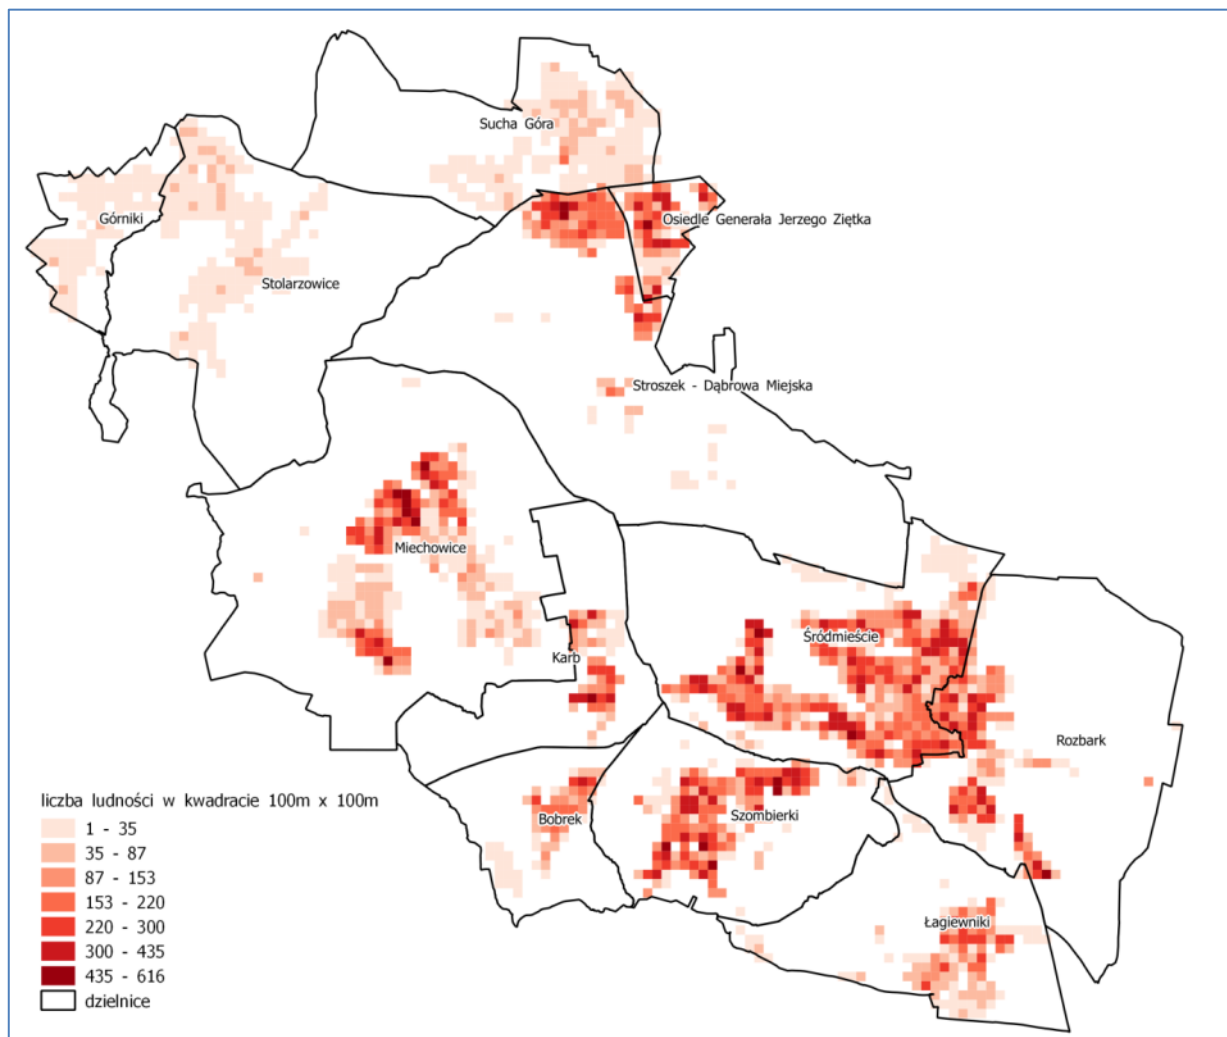 Sucha Góra
Górniki
Osiedle Generała Jerzego Ziętka
Stolarzowice
Stroszek - Dąbrowa Miejska
Miechowice
Śródmieście
Karb
Rozbark
liczba ludności w kwadracie 100m x 100m
1 - 35
35 - 87
87 - 153
153 - 220
220 - 300
300 - 435
435 - 616
dzielnice
Bobrek
Szombierki
Łagiewniki